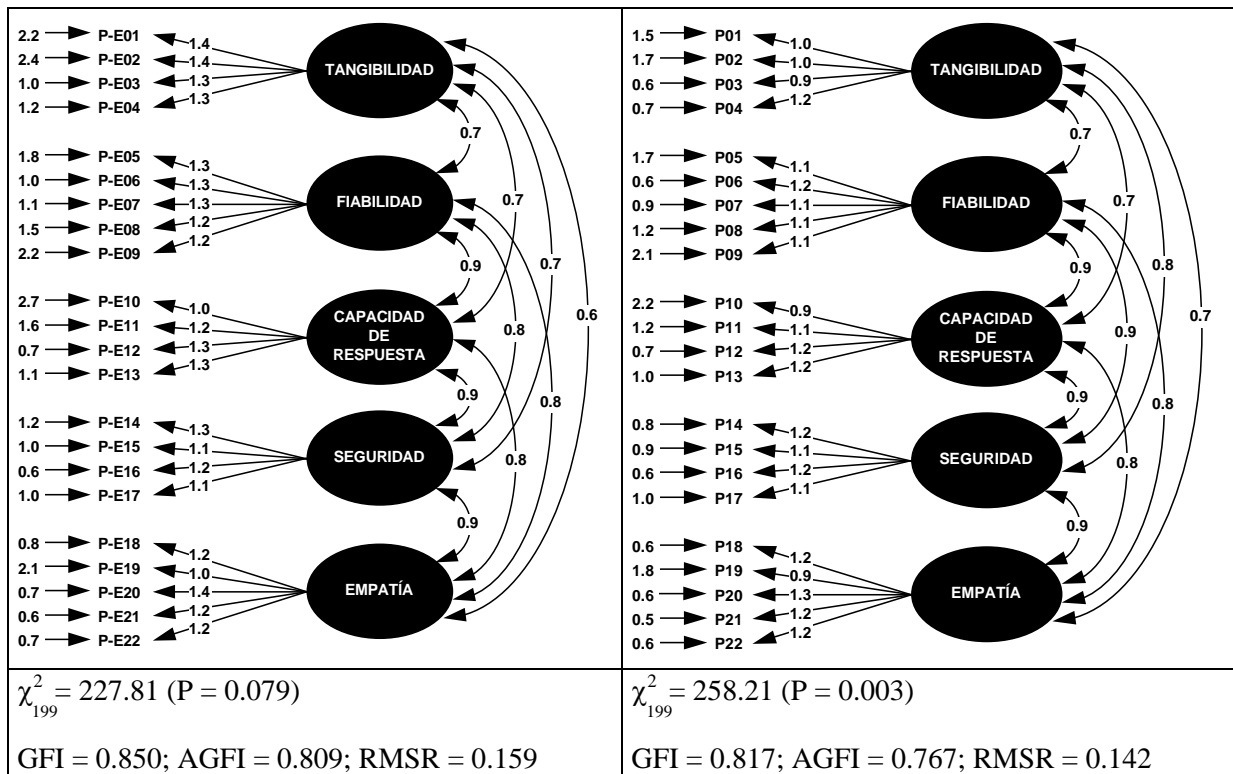 2.2 P-E01 1.4
2.4 P-E02 1.4
1.0 P-E03 1.3
1.2 P-E04 1.3
TANGIBILIDAD
0.7
1.8 P-E05 1.3
1.0 P-E06 1.3
1.1 P-E07 1.3
1.5 P-E08 1.2
2.2 P-E09 1.2
FIABILIDAD
0.7
0.9
0.7
0.6
2.7 P-E10 1.0
1.6 P-E11 1.2
0.7 P-E12 1.3
1.1 P-E13 1.3
CAPACIDAD
DE
RESPUESTA
0.8
0.9
0.8
1.2 P-E14 1.3
1.0 P-E15 1.1
0.6 P-E16 1.2
1.0 P-E17 1.1
SEGURIDAD
0.8
0.9
0.8 P-E18 1.2
2.1 P-E19 1.0
0.7 P-E20 1.4
0.6 P-E21 1.2
0.7 P-E22 1.2
EMPATÍA
χ²₁₉₉ = 227.81 (P = 0.079)
GFI = 0.850; AGFI = 0.809; RMSR = 0.159
1.5 P01 1.0
1.7 P02 1.0
0.6 P03 0.9
0.7 P04 1.2
TANGIBILIDAD
0.7
1.7 P05 1.1
0.6 P06 1.2
0.9 P07 1.1
1.2 P08 1.1
2.1 P09 1.1
FIABILIDAD
0.7
0.9
0.8
0.7
2.2 P10 0.9
1.2 P11 1.1
0.7 P12 1.2
1.0 P13 1.2
CAPACIDAD
DE
RESPUESTA
0.9
0.9
0.8
0.8 P14 1.2
0.9 P15 1.1
0.6 P16 1.2
1.0 P17 1.1
SEGURIDAD
0.8
0.9
0.6 P18 1.2
1.8 P19 0.9
0.6 P20 1.3
0.5 P21 1.2
0.6 P22 1.2
EMPATÍA
χ²₁₉₉ = 258.21 (P = 0.003)
GFI = 0.817; AGFI = 0.767; RMSR = 0.142